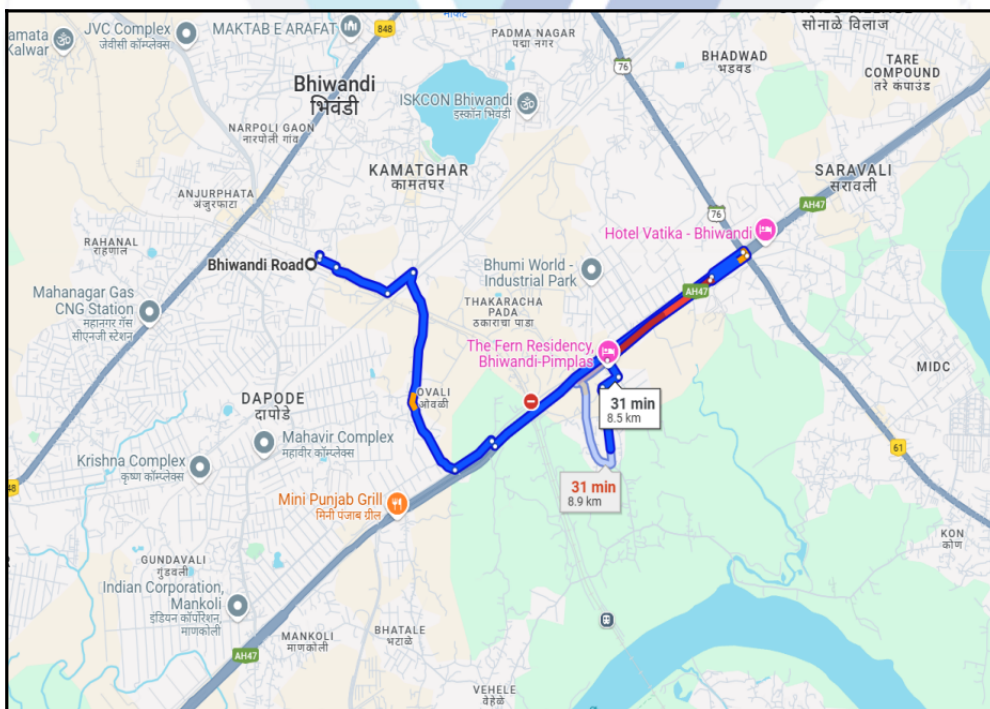 amata
Kalwar
JVC Complex
जेवीसी कॉम्प्लेक्स
MAKTAB E ARAFAT
848
PADMA NAGAR
पद्मा नगर
सोनाळे विलाज
BHADWAD
भडवड
TARE
COMPOUND
तरे कंपाउंड
76
Bhiwandi
भिवंडी
ISKCON Bhiwandi
इस्कॉन भिवंडी
NARPOLI GAON
नारपोली गांव
KAMATGHAR
कामतघर
SARAVALI
सरावली
ANJURPHATA
अंजुरफाटा
76
AH47
Hotel Vatika - Bhiwandi
RAHANAL
राहणाल
Bhiwandi Road
Bhumi World -
Industrial Park
AH47
Mahanagar Gas
CNG Station
महानगर गॅस
सीएनजी स्टेशन
THAKARACHA
PADA
ठकाराचा पाडा
The Fern Residency,
Bhiwandi-Pimplas
MIDC
DAPODE
दापोडे
OVALI
ओवळी
31 min
8.5 km
Mahavir Complex
महावीर कॉम्प्लेक्स
Krishna Complex
कृष्ण कॉम्प्लेक्स
61
48
31 min
8.9 km
Mini Punjab Grill
मिनी पंजाब ग्रील
KON
कोण
GUNDAVALI
गुंडवली
Indian Corporation,
Mankoli
इंडियन कॉर्पोरेशन,
माणकोली
MANKOLI
माणकोली
BHATALE
भटाळे
AH47
VEHELE
वेहेळे